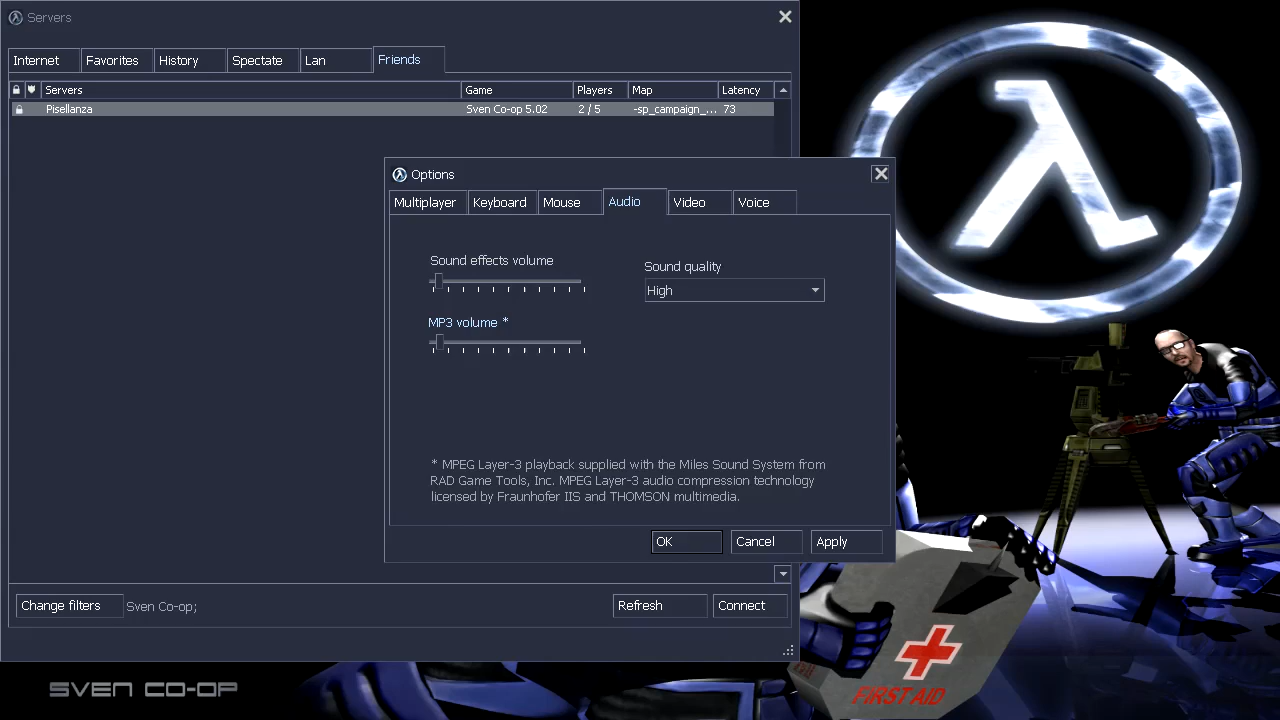 Servers
Internet Favorites History Spectate Lan Friends
Servers Game Players Map Latency
Pisellanza Sven Co-op 5.02 2 / 5 -sp_campaign_... 73
Options
Multiplayer Keyboard Mouse Audio Video Voice
Sound effects volume
Sound quality
High
MP3 volume *
* MPEG Layer-3 playback supplied with the Miles Sound System from
RAD Game Tools, Inc. MPEG Layer-3 audio compression technology
licensed by Fraunhofer IIS and THOMSON multimedia.
OK Cancel Apply
Change filters Sven Co-op; Refresh Connect
SVEN CO-OP
FIRST AID